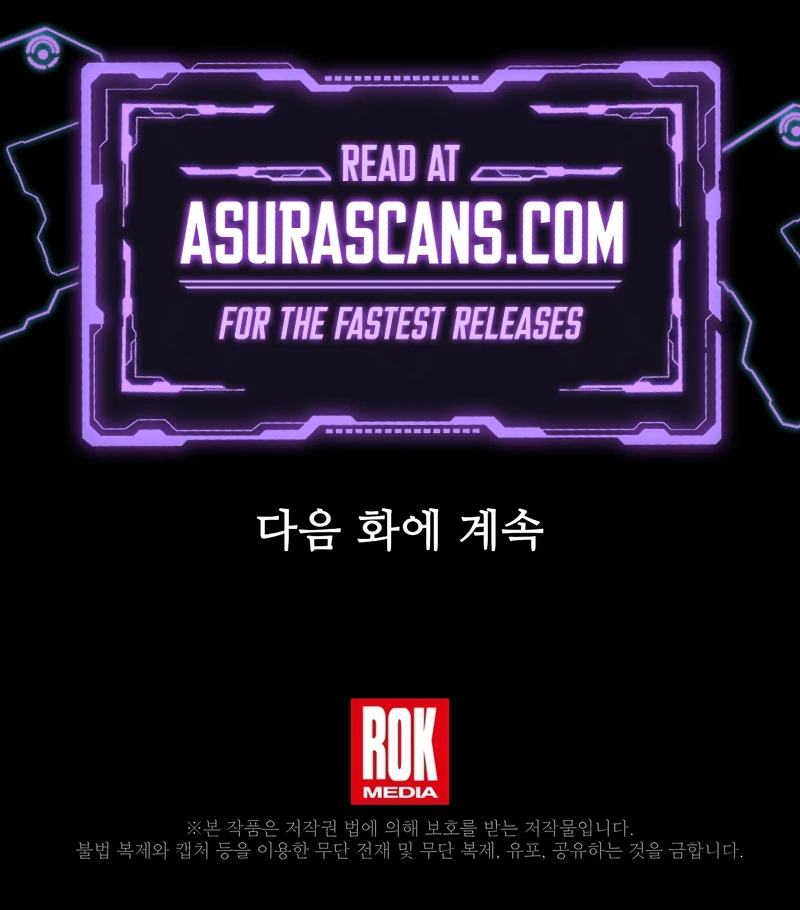 READ AT
ASURASCANS.COM
FOR THE FASTEST RELEASES
다음 화에 계속
ROK
MEDIA
※본 작품은 저작권 법에 의해 보호를 받는 저작물입니다.
불법 복제와 캡처 등을 이용한 무단 전재 및 무단 복제, 유포, 공유하는 것을 금합니다.